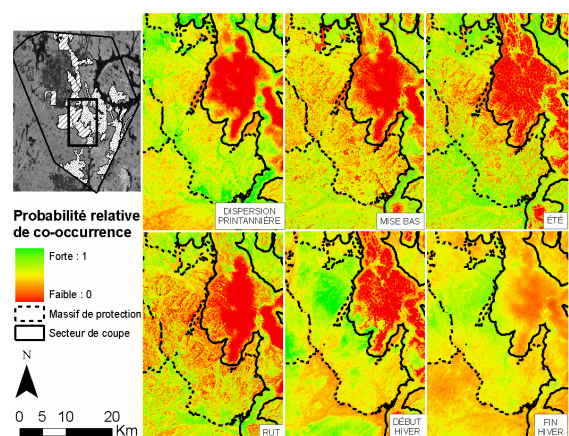 DISPERSION
PRINTANNIÈRE
MISE BAS
ÉTÉ
Probabilité relative
de co-occurrence
Forte : 1
Faible : 0
Massif de protection
Secteur de coupe
N
0 5 10 20
Km
RUT
DÉBUT
HIVER
FIN
HIVER